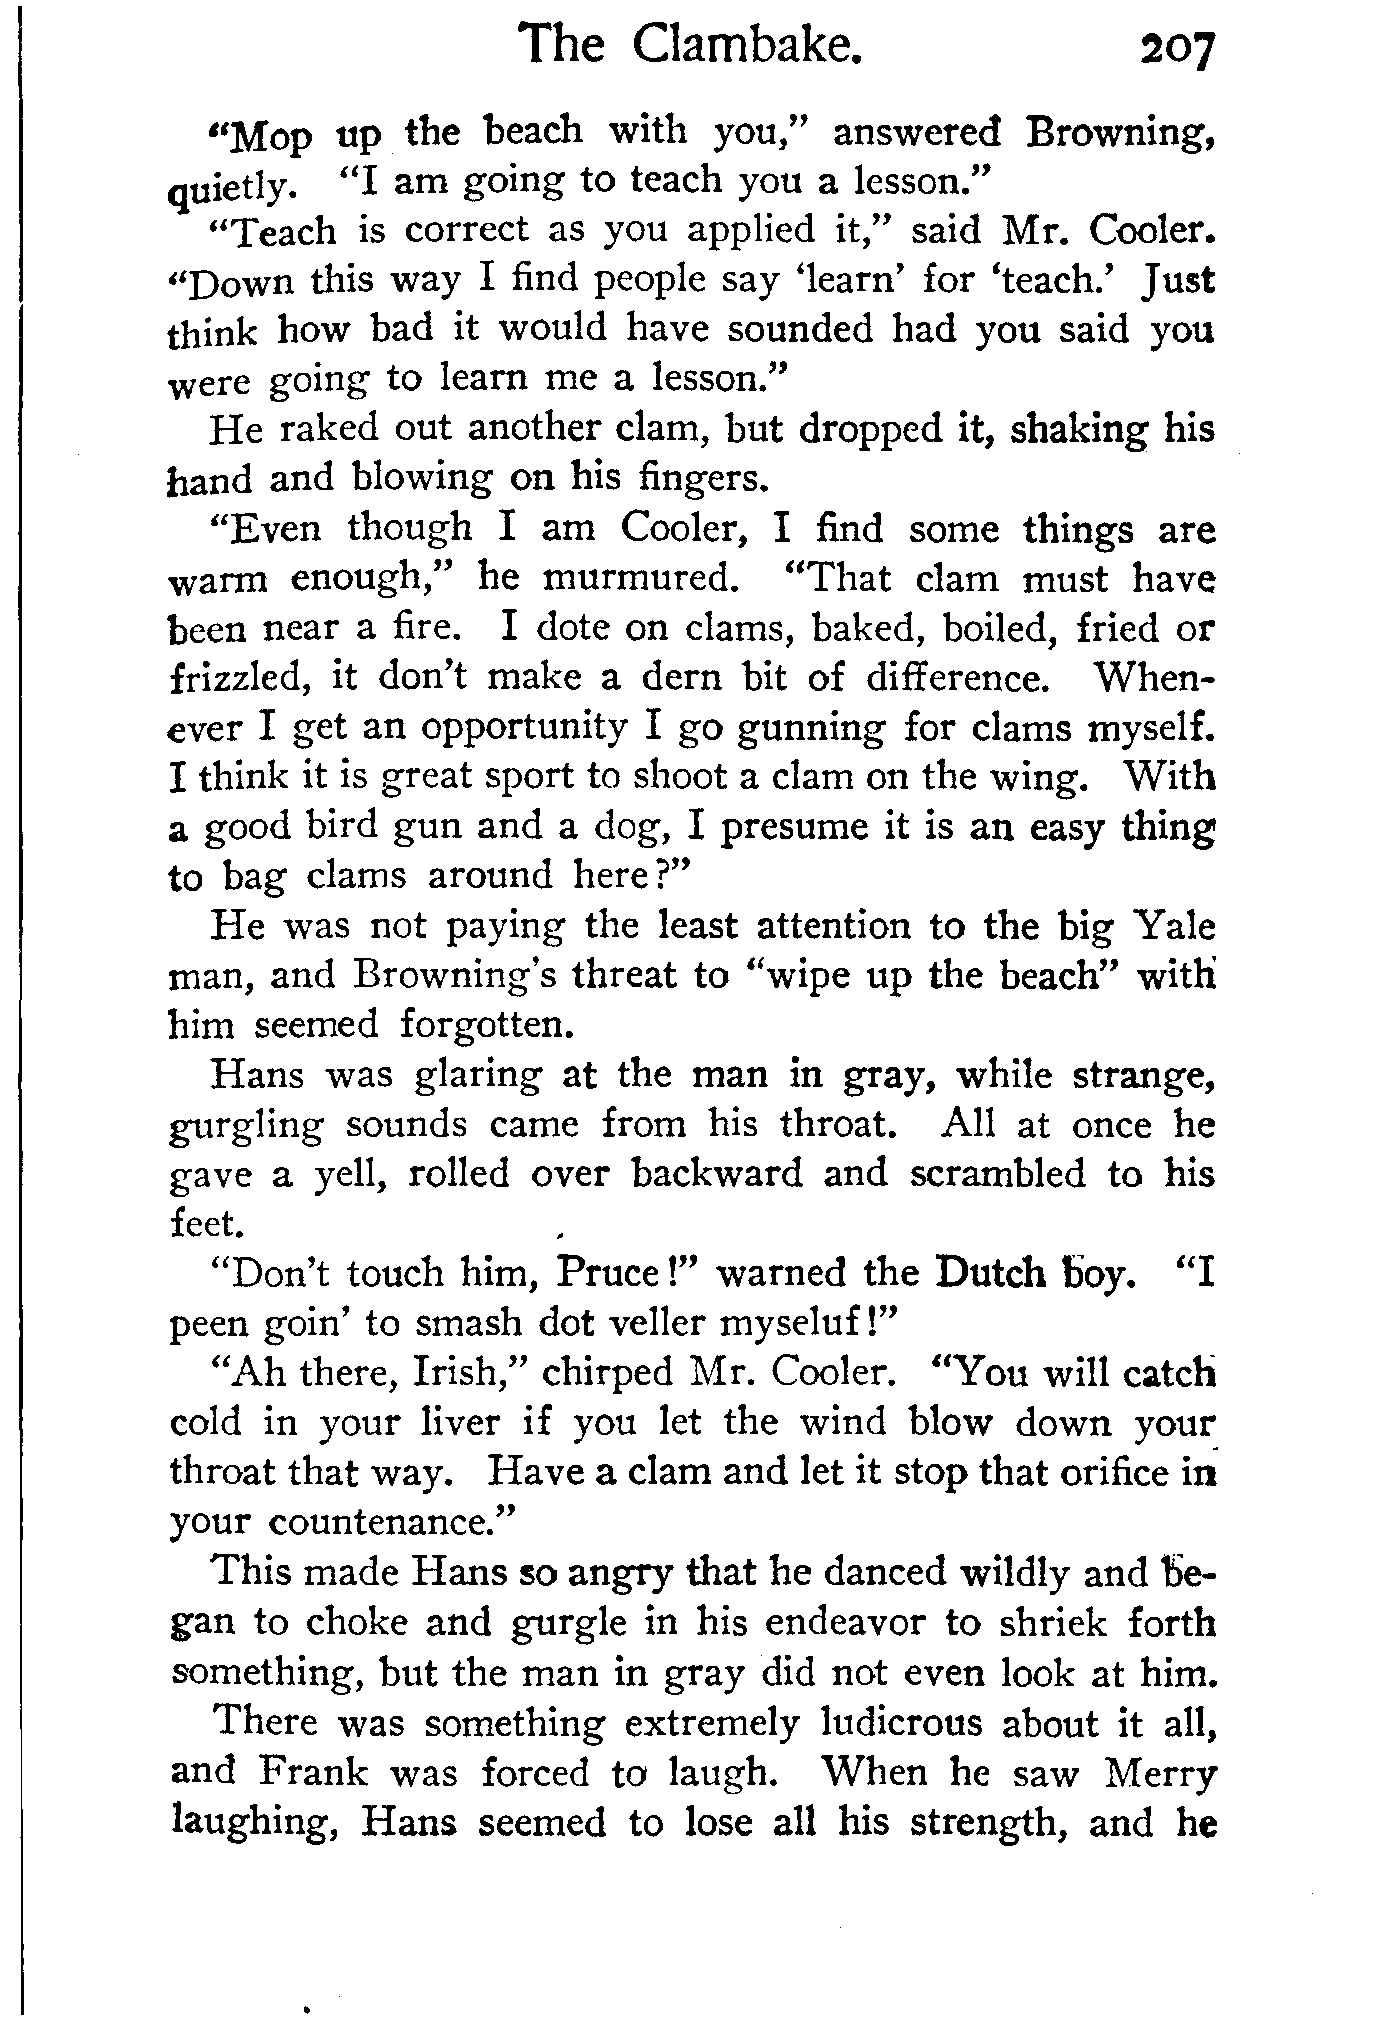 The Clambake. 207
“Mop up the beach with you,” answered Browning,
quietly. “I am going to teach you a lesson.”
“Teach is correct as you applied it,” said Mr. Cooler.
“Down this way I find people say ‘learn’ for ‘teach.’ Just
think how bad it would have sounded had you said you
were going to learn me a lesson.”
He raked out another clam, but dropped it, shaking his
hand and blowing on his fingers.
“Even though I am Cooler, I find some things are
warm enough,” he murmured. “That clam must have
been near a fire. I dote on clams, baked, boiled, fried or
frizzled, it don’t make a dern bit of difference. When-
ever I get an opportunity I go gunning for clams myself.
I think it is great sport to shoot a clam on the wing. With
a good bird gun and a dog, I presume it is an easy thing
to bag clams around here?”
He was not paying the least attention to the big Yale
man, and Browning’s threat to “wipe up the beach” with
him seemed forgotten.
Hans was glaring at the man in gray, while strange,
gurgling sounds came from his throat. All at once he
gave a yell, rolled over backward and scrambled to his
feet.
“Don’t touch him, Pruce!” warned the Dutch boy. “I
peen goin’ to smash dot veller myseluf!”
“Ah there, Irish,” chirped Mr. Cooler. “You will catch
cold in your liver if you let the wind blow down your
throat that way. Have a clam and let it stop that orifice in
your countenance.”
This made Hans so angry that he danced wildly and be-
gan to choke and gurgle in his endeavor to shriek forth
something, but the man in gray did not even look at him.
There was something extremely ludicrous about it all,
and Frank was forced to laugh. When he saw Merry
laughing, Hans seemed to lose all his strength, and he